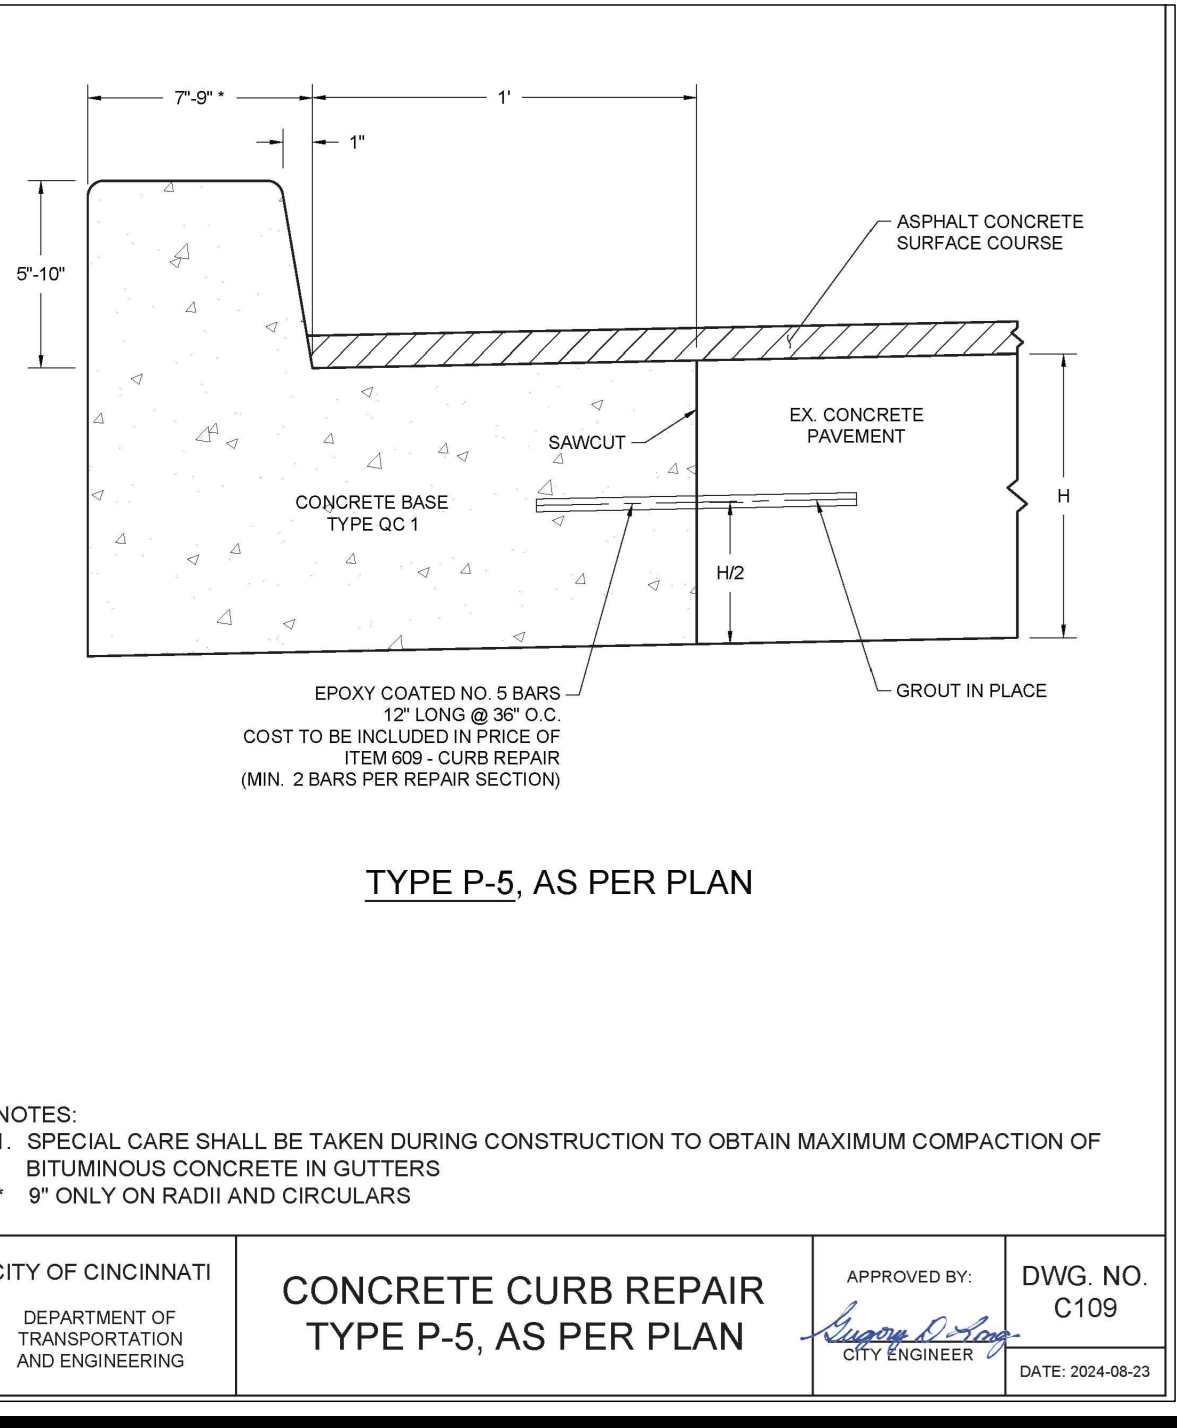 7"-9" *
1'
1"
5"-10"
ASPHALT CONCRETE
SURFACE COURSE
EX. CONCRETE
PAVEMENT
SAWCUT
H
CONCRETE BASE
TYPE QC 1
H/2
EPOXY COATED NO. 5 BARS
12" LONG @ 36" O.C.
COST TO BE INCLUDED IN PRICE OF
ITEM 609 - CURB REPAIR
(MIN. 2 BARS PER REPAIR SECTION)
GROUT IN PLACE
TYPE P-5, AS PER PLAN
NOTES:
1. SPECIAL CARE SHALL BE TAKEN DURING CONSTRUCTION TO OBTAIN MAXIMUM COMPACTION OF
BITUMINOUS CONCRETE IN GUTTERS
* 9" ONLY ON RADII AND CIRCULARS
CITY OF CINCINNATI
DEPARTMENT OF
TRANSPORTATION
AND ENGINEERING
CONCRETE CURB REPAIR
TYPE P-5, AS PER PLAN
APPROVED BY:
Gregory D Long
CITY ENGINEER
DWG. NO.
C109
DATE: 2024-08-23